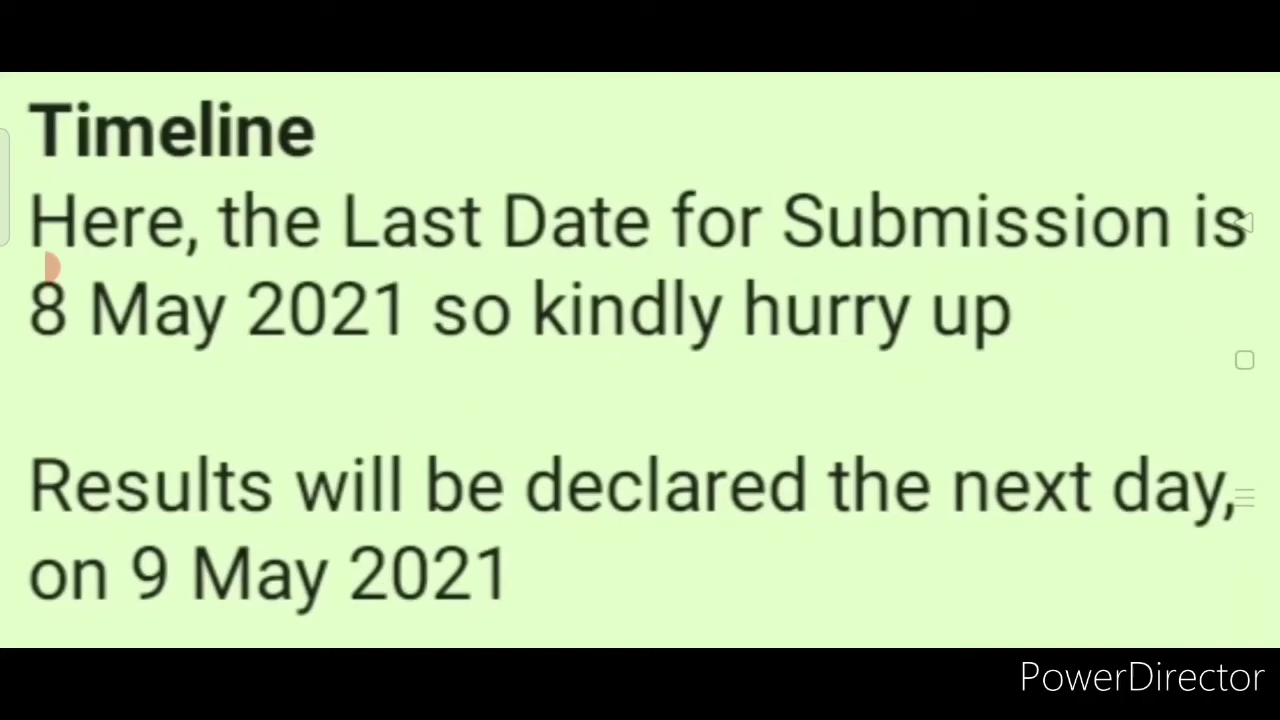 Timeline
Here, the Last Date for Submission is
8 May 2021 so kindly hurry up
Results will be declared the next day,
on 9 May 2021
PowerDirector